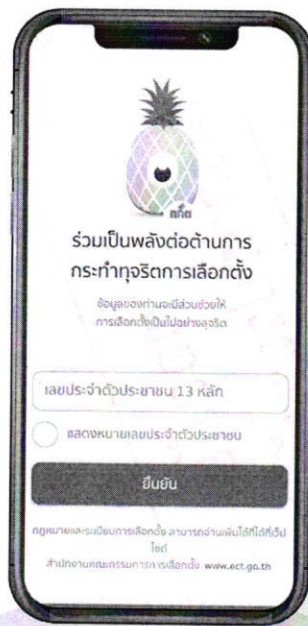 ตาสับปะรด
ร่วมเป็นพลังต่อต้านการ
กระทำทุจริตการเลือกตั้ง
ข้อมูลของท่านจะมีส่วนช่วยให้
การเลือกตั้งเป็นไปอย่างสุจริต
เลขประจำตัวประชาชน 13 หลัก
แสดงหมายเลขประจำตัวประชาชน
ยืนยัน
กฎหมายและระเบียบการเลือกตั้ง สามารถอ่านเพิ่มได้ที่ได้ที่เว็บ
ไซต์
สำนักงานคณะกรรมการการเลือกตั้ง www.ect.go.th